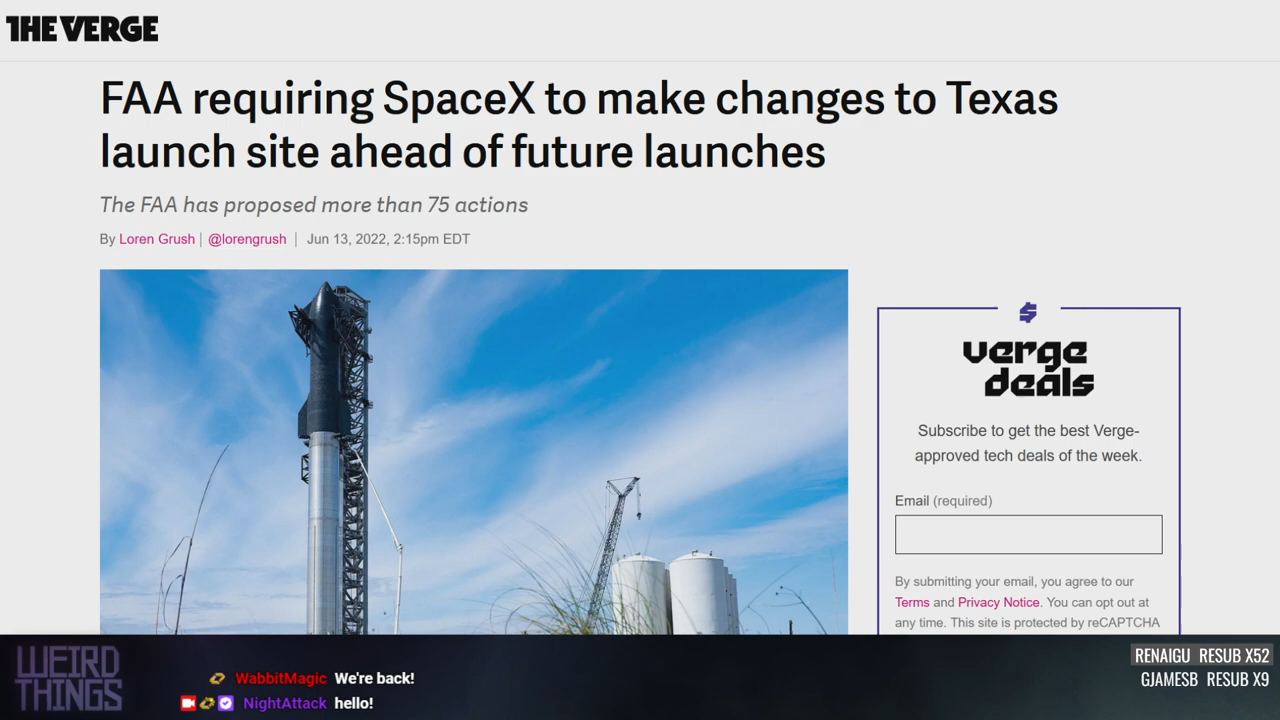 THE VERGE
FAA requiring SpaceX to make changes to Texas
launch site ahead of future launches
The FAA has proposed more than 75 actions
By Loren Grush | @lorengrush | Jun 13, 2022, 2:15pm EDT
$
verge
deals
Subscribe to get the best Verge-
approved tech deals of the week.
Email (required)
By submitting your email, you agree to our
Terms and Privacy Notice. You can opt out at
any time. This site is protected by reCAPTCHA
WEIRD
THINGS
WabbitMagic We're back!
NightAttack hello!
RENAIGU RESUB X52
GJAMESB RESUB X9